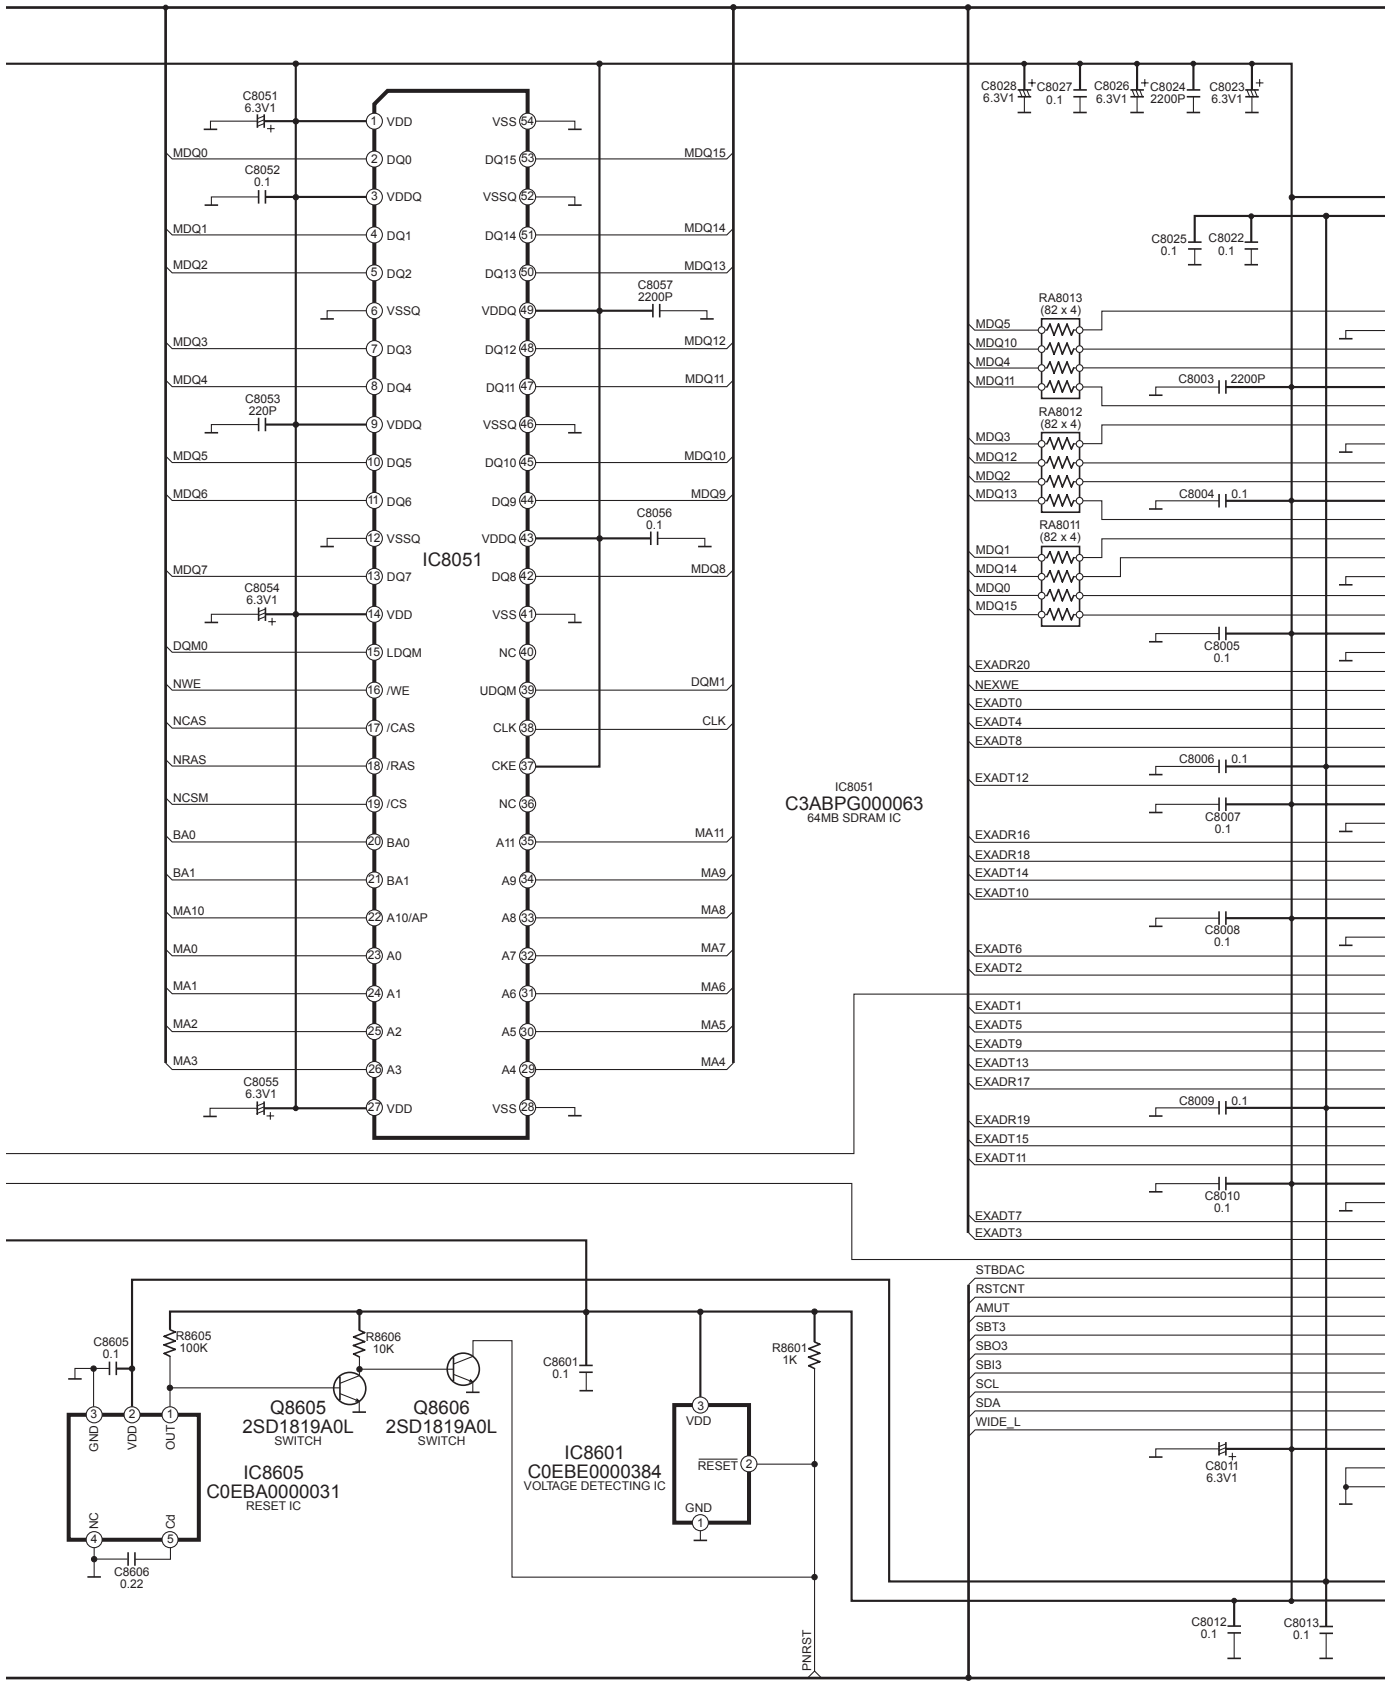 C8051
6.3V1
+
1 VDD
VSS 54
MDQ0
2 DQ0
DQ15 53
MDQ15
C8052
0.1
3 VDDQ
VSSQ 52
MDQ1
4 DQ1
DQ14 51
MDQ14
MDQ2
5 DQ2
DQ13 50
MDQ13
C8057
2200P
6 VSSQ
VDDQ 49
MDQ3
7 DQ3
DQ12 48
MDQ12
MDQ4
8 DQ4
DQ11 47
MDQ11
C8053
220P
9 VDDQ
VSSQ 46
MDQ5
10 DQ5
DQ10 45
MDQ10
MDQ6
11 DQ6
DQ9 44
MDQ9
C8056
0.1
12 VSSQ
VDDQ 43
IC8051
MDQ7
13 DQ7
DQ8 42
MDQ8
C8054
6.3V1
+
14 VDD
VSS 41
DQM0
15 LDQM
NC 40
NWE
16 /WE
UDQM 39
DQM1
NCAS
17 /CAS
CLK 38
CLK
NRAS
18 /RAS
CKE 37
NCSM
19 /CS
NC 36
BA0
20 BA0
A11 35
MA11
BA1
21 BA1
A9 34
MA9
MA10
22 A10/AP
A8 33
MA8
MA0
23 A0
A7 32
MA7
MA1
24 A1
A6 31
MA6
MA2
25 A2
A5 30
MA5
MA3
26 A3
A4 29
MA4
C8055
6.3V1
+
27 VDD
VSS 28
IC8051
C3ABPG000063
64MB SDRAM IC
C8028
6.3V1
+
C8027
0.1
C8026
6.3V1
+
C8024
2200P
C8023
6.3V1
+
C8025
0.1
C8022
0.1
RA8013
(82 x 4)
MDQ5
MDQ10
MDQ4
MDQ11
C8003 2200P
RA8012
(82 x 4)
MDQ3
MDQ12
MDQ2
MDQ13
C8004 0.1
RA8011
(82 x 4)
MDQ1
MDQ14
MDQ0
MDQ15
C8005
0.1
EXADR20
NEXWE
EXADT0
EXADT4
EXADT8
C8006 0.1
EXADT12
C8007
0.1
EXADR16
EXADR18
EXADT14
EXADT10
C8008
0.1
EXADT6
EXADT2
EXADT1
EXADT5
EXADT9
EXADT13
EXADR17
C8009 0.1
EXADR19
EXADT15
EXADT11
C8010
0.1
EXADT7
EXADT3
STBDAC
RSTCNT
AMUT
SBT3
SBO3
SBI3
SCL
SDA
WIDE_L
C8011
6.3V1
+
C8012
0.1
C8013
0.1
C8605
0.1
R8605
100K
R8606
10K
C8601
0.1
R8601
1K
Q8605
2SD1819A0L
SWITCH
Q8606
2SD1819A0L
SWITCH
3 GND
2 VDD
1 OUT
IC8605
C0EBA0000031
RESET IC
4 NC
5 Cd
C8606
0.22
IC8601
C0EBE0000384
VOLTAGE DETECTING IC
3
VDD
RESET 2
GND
1
PNRST